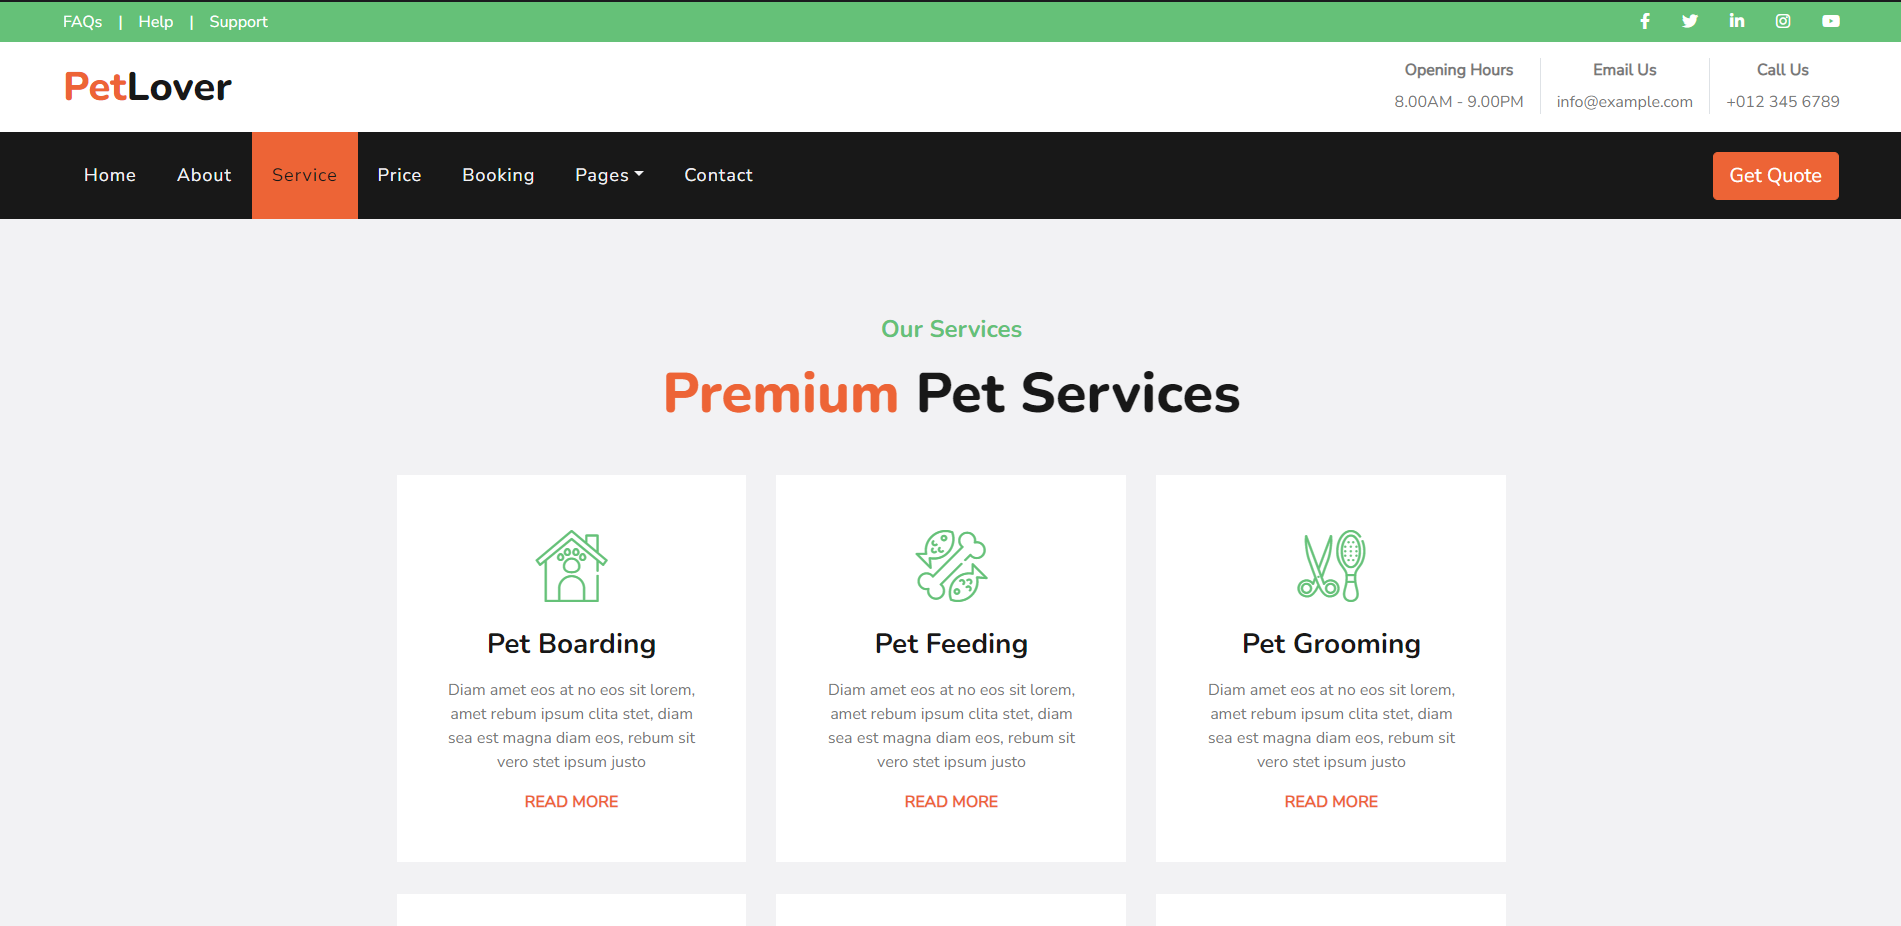 FAQs | Help | Support
PetLover
Opening Hours
8.00AM - 9.00PM
Email Us
info@example.com
Call Us
+012 345 6789
Home
About
Service
Price
Booking
Pages
Contact
Get Quote
Our Services
Premium Pet Services
Pet Boarding
Diam amet eos at no eos sit lorem,
amet rebum ipsum clita stet, diam
sea est magna diam eos, rebum sit
vero stet ipsum justo
READ MORE
Pet Feeding
Diam amet eos at no eos sit lorem,
amet rebum ipsum clita stet, diam
sea est magna diam eos, rebum sit
vero stet ipsum justo
READ MORE
Pet Grooming
Diam amet eos at no eos sit lorem,
amet rebum ipsum clita stet, diam
sea est magna diam eos, rebum sit
vero stet ipsum justo
READ MORE